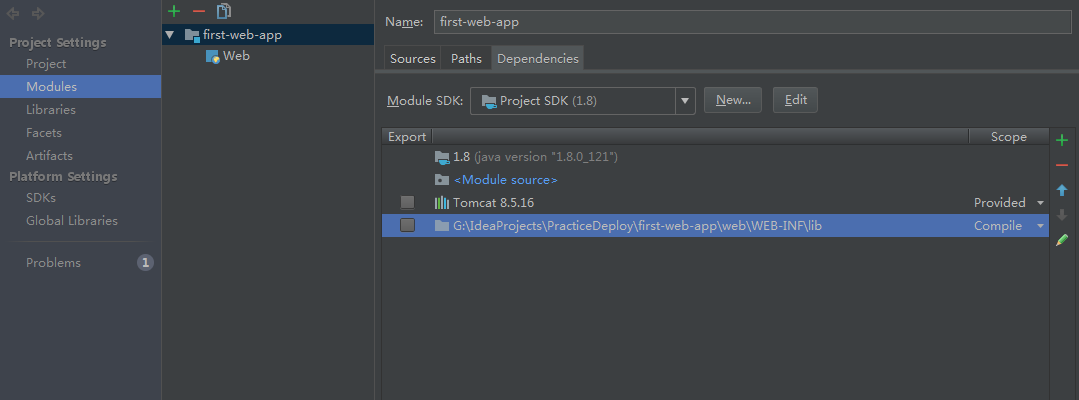 Project Settings
Project
Modules
Libraries
Facets
Artifacts
Platform Settings
SDKs
Global Libraries
Problems 1
first-web-app
Web
Name: first-web-app
Sources Paths Dependencies
Module SDK: Project SDK (1.8) New... Edit
Export Scope
1.8 (java version "1.8.0_121")
<Module source>
Tomcat 8.5.16 Provided
G:\IdeaProjects\PracticeDeploy\first-web-app\web\WEB-INF\lib Compile